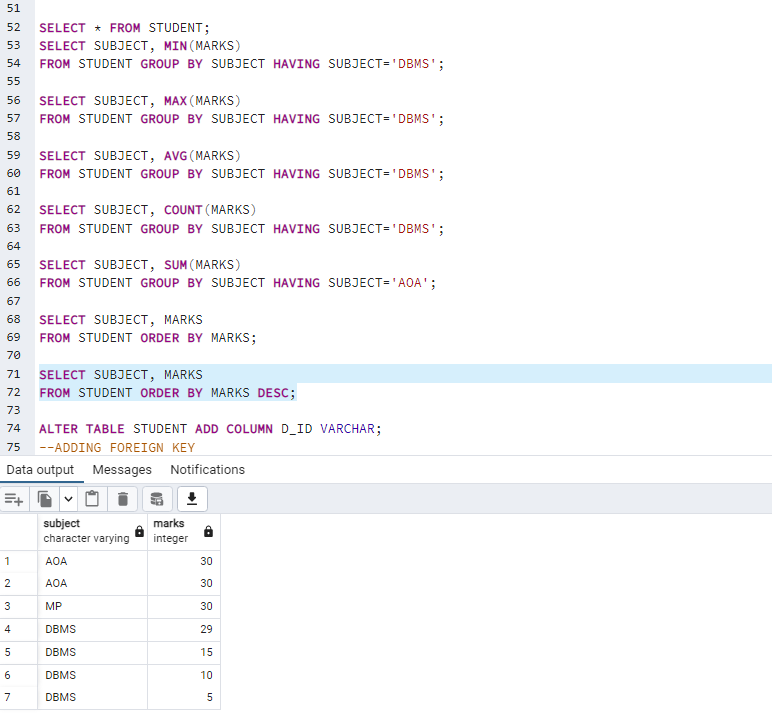 51
52 SELECT * FROM STUDENT;
53 SELECT SUBJECT, MIN(MARKS)
54 FROM STUDENT GROUP BY SUBJECT HAVING SUBJECT='DBMS';
55
56 SELECT SUBJECT, MAX(MARKS)
57 FROM STUDENT GROUP BY SUBJECT HAVING SUBJECT='DBMS';
58
59 SELECT SUBJECT, AVG(MARKS)
60 FROM STUDENT GROUP BY SUBJECT HAVING SUBJECT='DBMS';
61
62 SELECT SUBJECT, COUNT(MARKS)
63 FROM STUDENT GROUP BY SUBJECT HAVING SUBJECT='DBMS';
64
65 SELECT SUBJECT, SUM(MARKS)
66 FROM STUDENT GROUP BY SUBJECT HAVING SUBJECT='AOA';
67
68 SELECT SUBJECT, MARKS
69 FROM STUDENT ORDER BY MARKS;
70
71 SELECT SUBJECT, MARKS
72 FROM STUDENT ORDER BY MARKS DESC;
73
74 ALTER TABLE STUDENT ADD COLUMN D_ID VARCHAR;
75 --ADDING FOREIGN KEY
Data output Messages Notifications
subject marks
character varying integer
1 AOA 30
2 AOA 30
3 MP 30
4 DBMS 29
5 DBMS 15
6 DBMS 10
7 DBMS 5